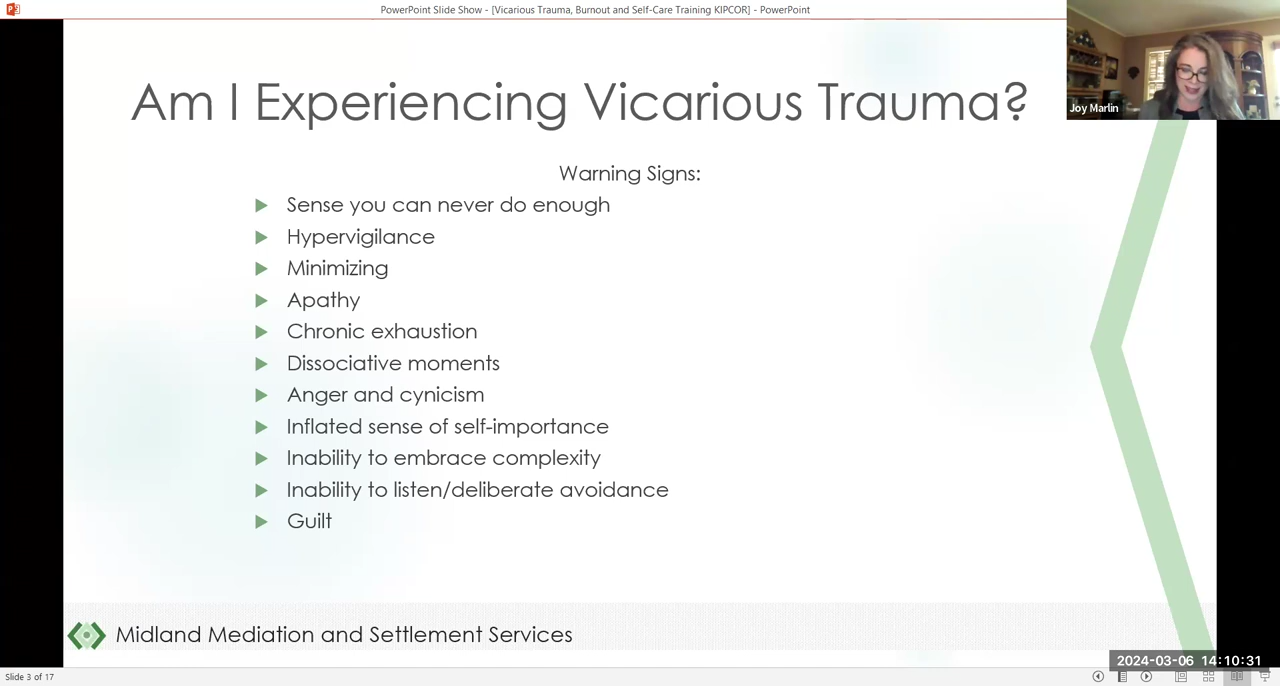 PowerPoint Slide Show - [Vicarious Trauma, Burnout and Self-Care Training KIPCOR] - PowerPoint
Am I Experiencing Vicarious Trauma?
Joy Marlin
Warning Signs:
Sense you can never do enough
Hypervigilance
Minimizing
Apathy
Chronic exhaustion
Dissociative moments
Anger and cynicism
Inflated sense of self-importance
Inability to embrace complexity
Inability to listen/deliberate avoidance
Guilt
Midland Mediation and Settlement Services
2024-03-06 14:10:31
Slide 3 of 17